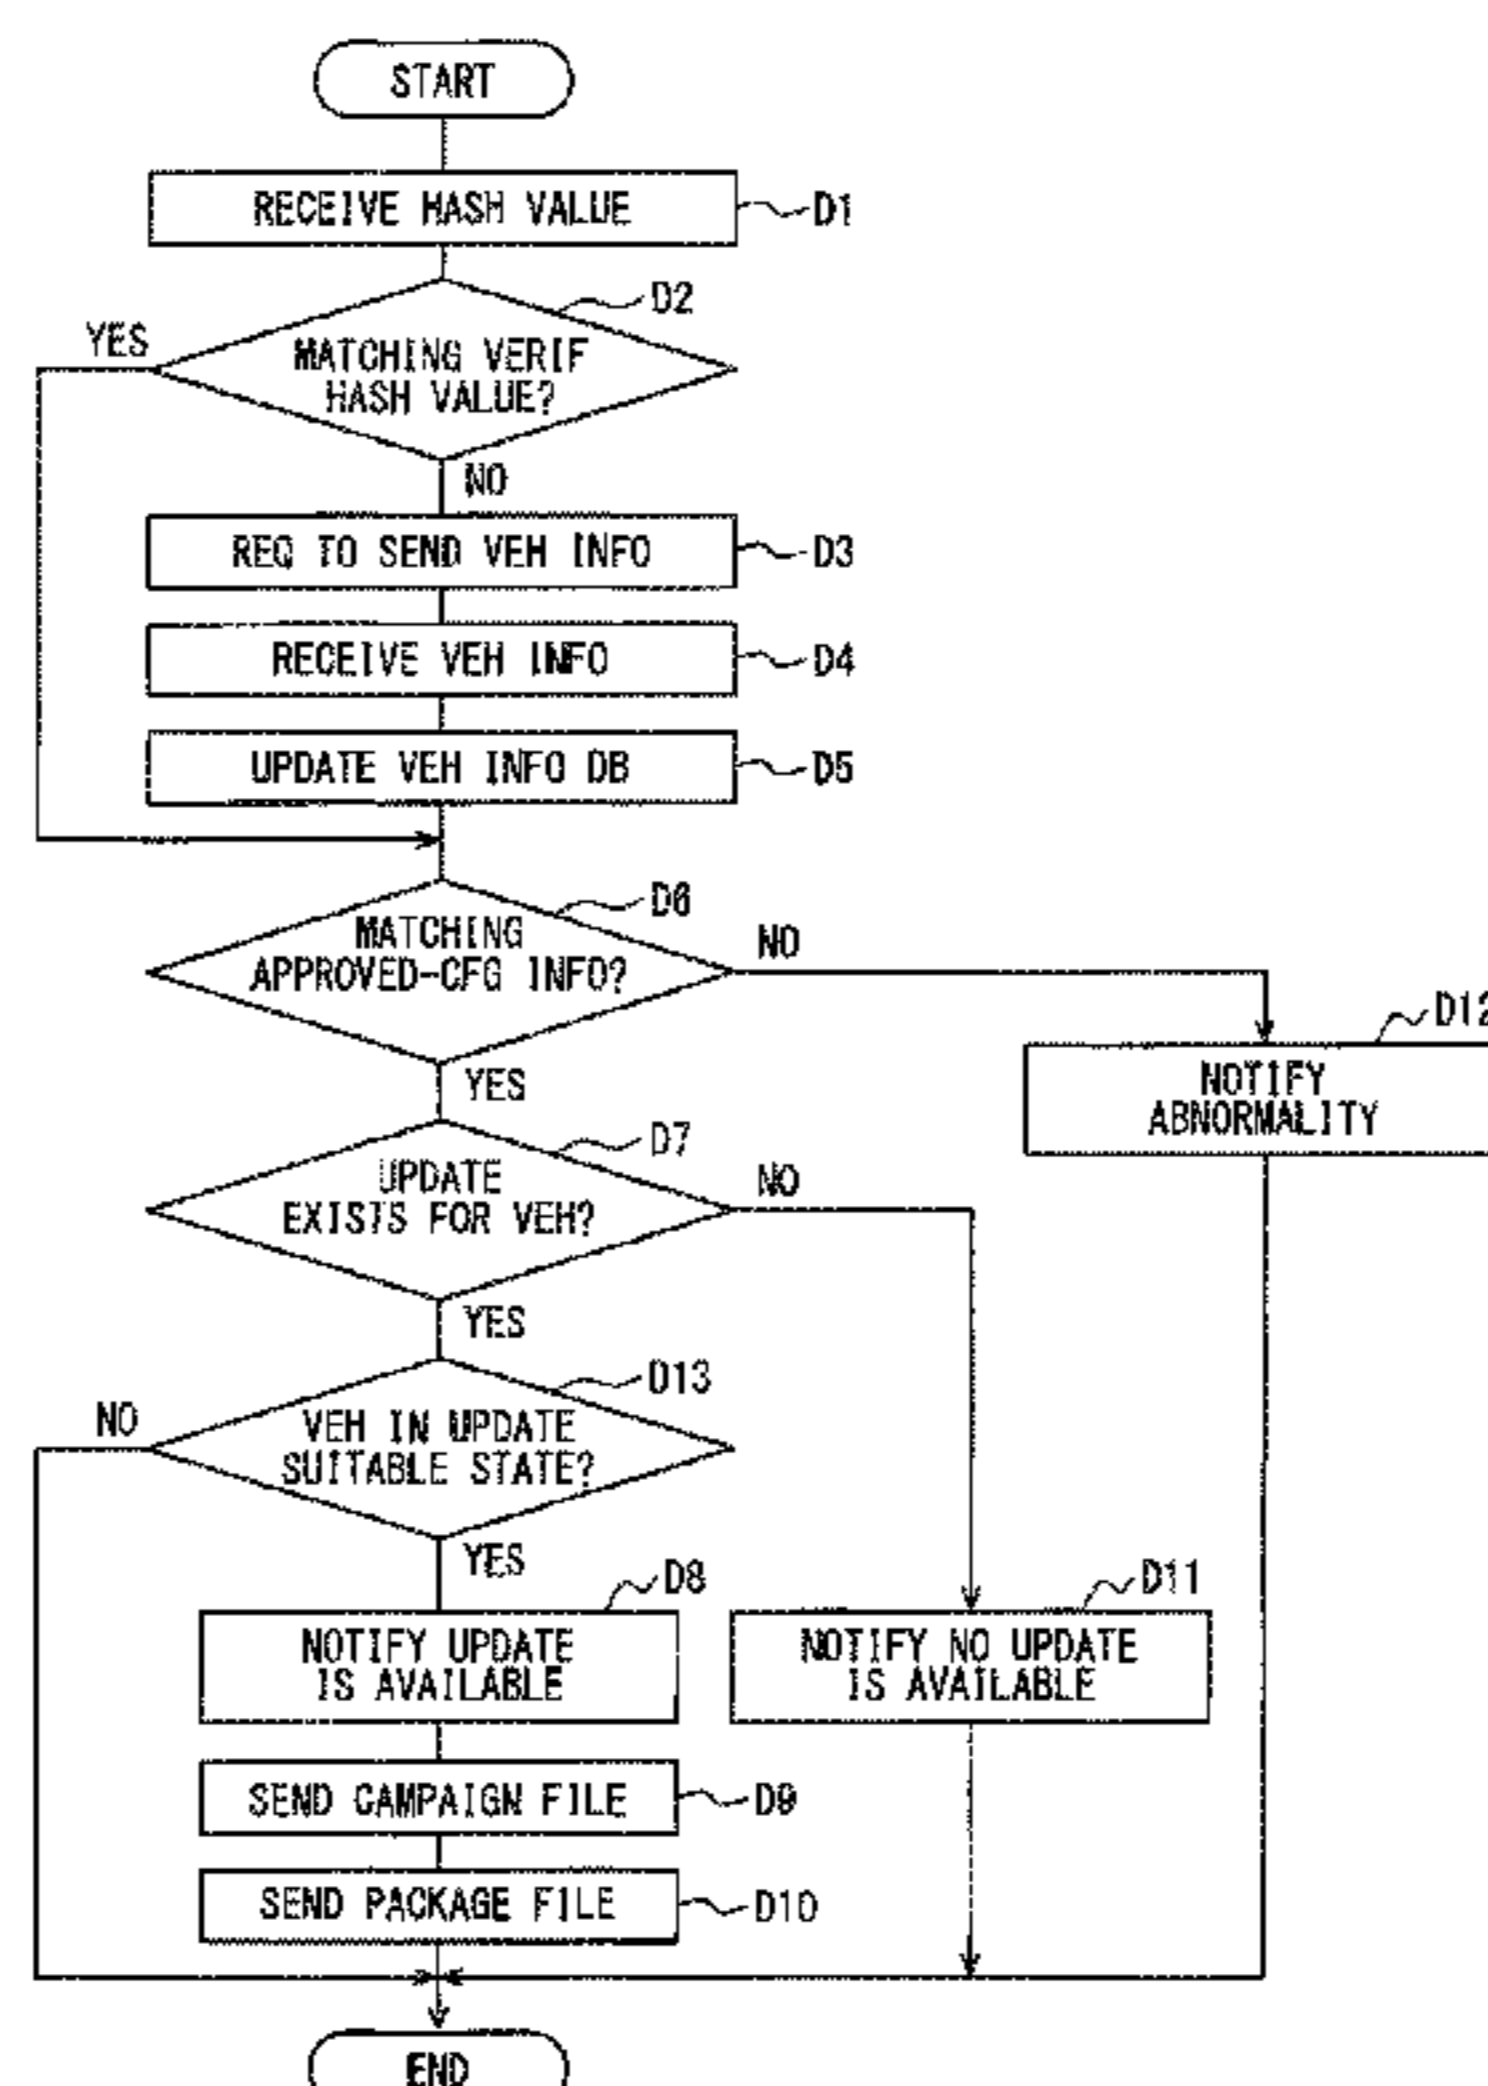 START
RECEIVE HASH VALUE
D1
D2
YES
MATCHING VERIF
HASH VALUE?
NO
REQ TO SEND VEH INFO
D3
RECEIVE VEH INFO
D4
UPDATE VEH INFO DB
D5
D6
MATCHING
APPROVED-CFG INFO?
NO
D12
NOTIFY
ABNORMALITY
YES
D7
UPDATE
EXISTS FOR VEH?
NO
YES
D13
NO
VEH IN UPDATE
SUITABLE STATE?
YES
D8
D11
NOTIFY UPDATE
IS AVAILABLE
NOTIFY NO UPDATE
IS AVAILABLE
SEND CAMPAIGN FILE
D9
SEND PACKAGE FILE
D10
END